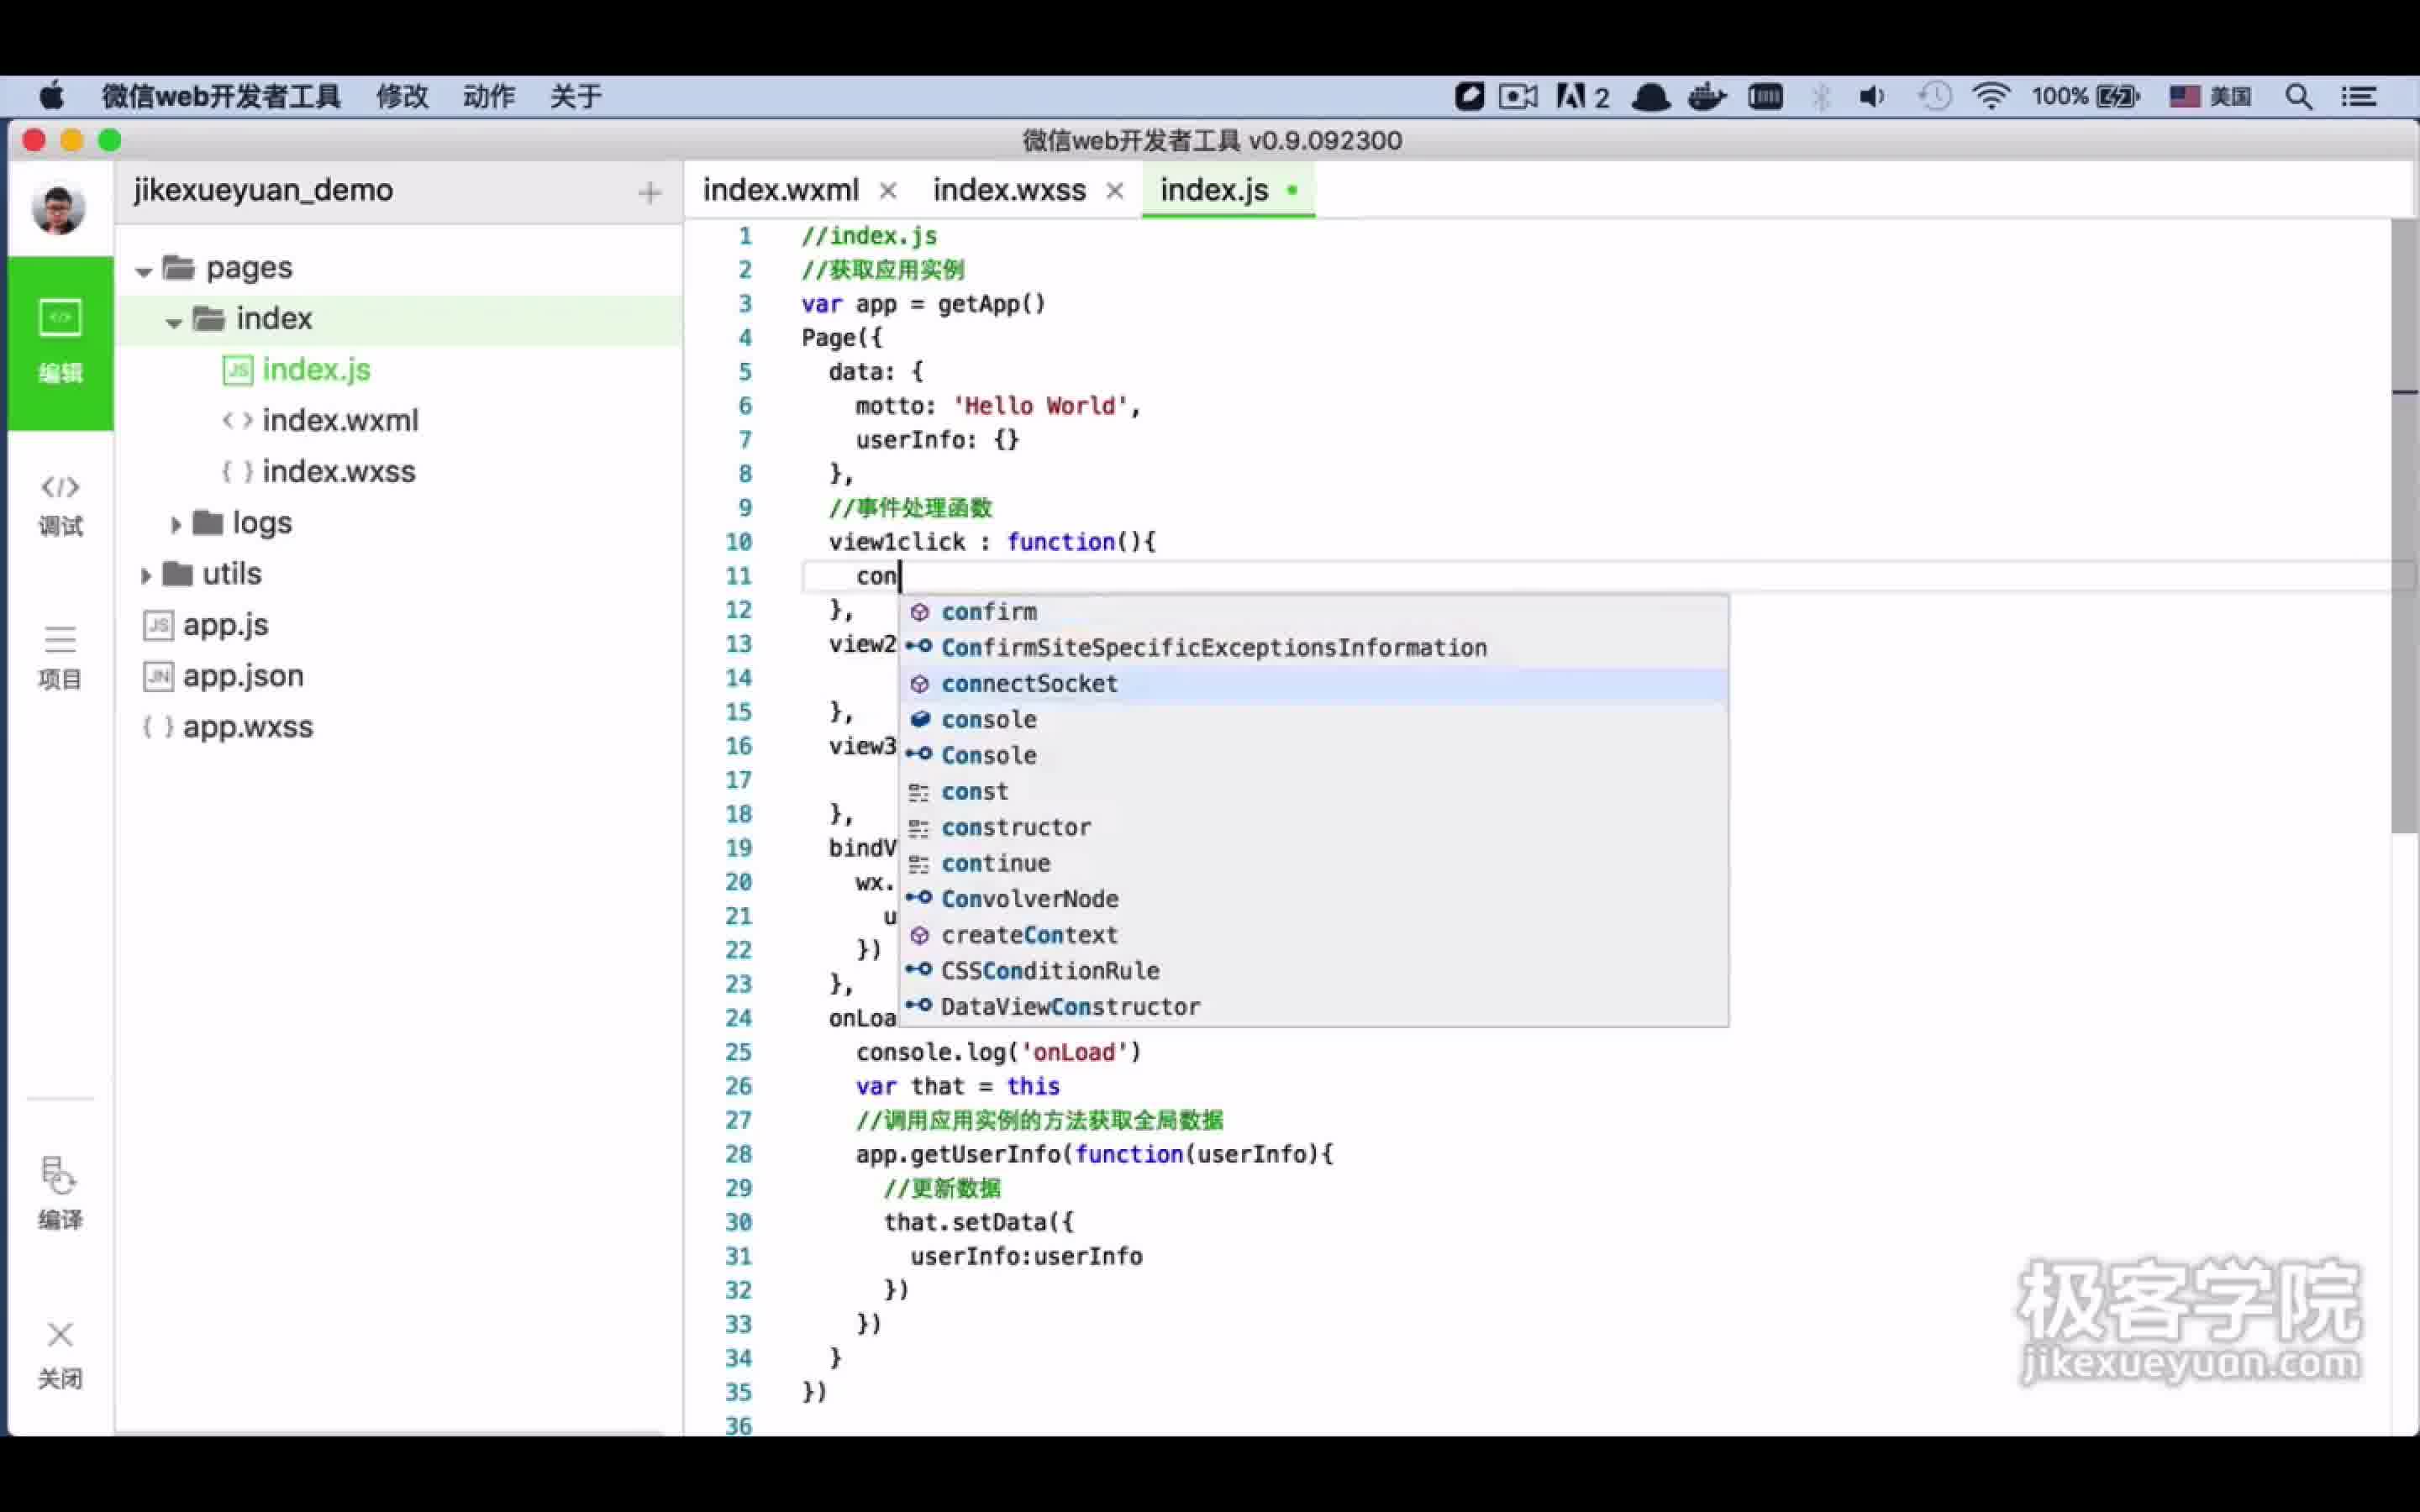 微信web开发者工具 修改 动作 关于 2 100% 美国
微信web开发者工具 v0.9.092300
jikexueyuan_demo
index.wxml index.wxss index.js
编辑
调试
项目
编译
关闭
pages
index
JS index.js
index.wxml
index.wxss
logs
utils
JS app.js
JN app.json
app.wxss
1 //index.js
2 //获取应用实例
3 var app = getApp()
4 Page({
5 data: {
6 motto: 'Hello World',
7 userInfo: {}
8 },
9 //事件处理函数
10 view1click : function(){
11 con
12 },
13 view2
14
15 },
16 view3
17
18 },
19 bindV
20 wx.
21 u
22 })
23 },
24 onLoa
confirm
ConfirmSiteSpecificExceptionsInformation
connectSocket
console
Console
const
constructor
continue
ConvolverNode
createContext
CSSConditionRule
DataViewConstructor
25 console.log('onLoad')
26 var that = this
27 //调用应用实例的方法获取全局数据
28 app.getUserInfo(function(userInfo){
29 //更新数据
30 that.setData({
31 userInfo:userInfo
32 })
33 })
34 }
35 })
36
极客学院
jikexueyuan.com